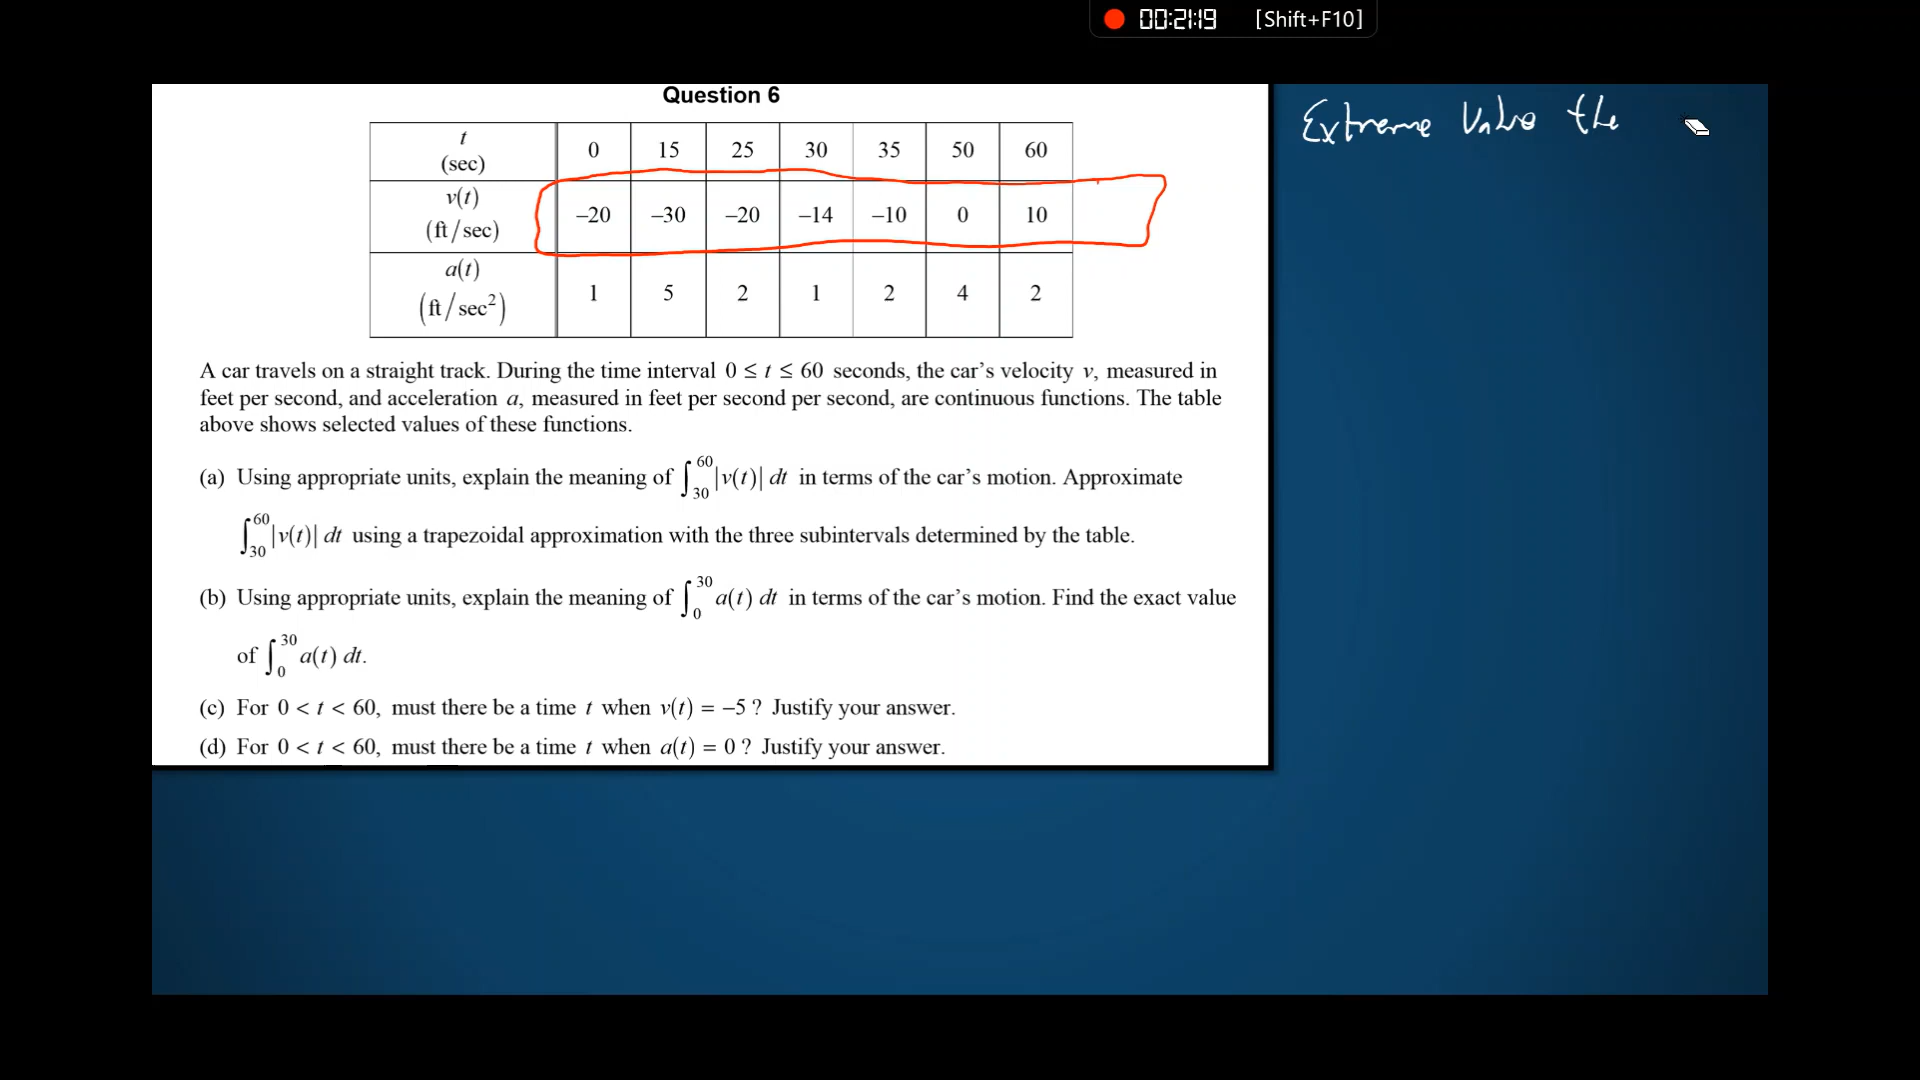 00:21:19 [Shift+F10]
Question 6
t (sec) 0 15 25 30 35 50 60
v(t) (ft/sec) –20 –30 –20 –14 –10 0 10
a(t) (ft/sec²) 1 5 2 1 2 4 2
A car travels on a straight track. During the time interval 0 ≤ t ≤ 60 seconds, the car’s velocity v, measured in
feet per second, and acceleration a, measured in feet per second per second, are continuous functions. The table
above shows selected values of these functions.
(a) Using appropriate units, explain the meaning of ∫₃₀⁶⁰ |v(t)| dt in terms of the car’s motion. Approximate
∫₃₀⁶⁰ |v(t)| dt using a trapezoidal approximation with the three subintervals determined by the table.
(b) Using appropriate units, explain the meaning of ∫₀³⁰ a(t) dt in terms of the car’s motion. Find the exact value
of ∫₀³⁰ a(t) dt.
(c) For 0 < t < 60, must there be a time t when v(t) = −5 ? Justify your answer.
(d) For 0 < t < 60, must there be a time t when a(t) = 0 ? Justify your answer.
Extreme Value the